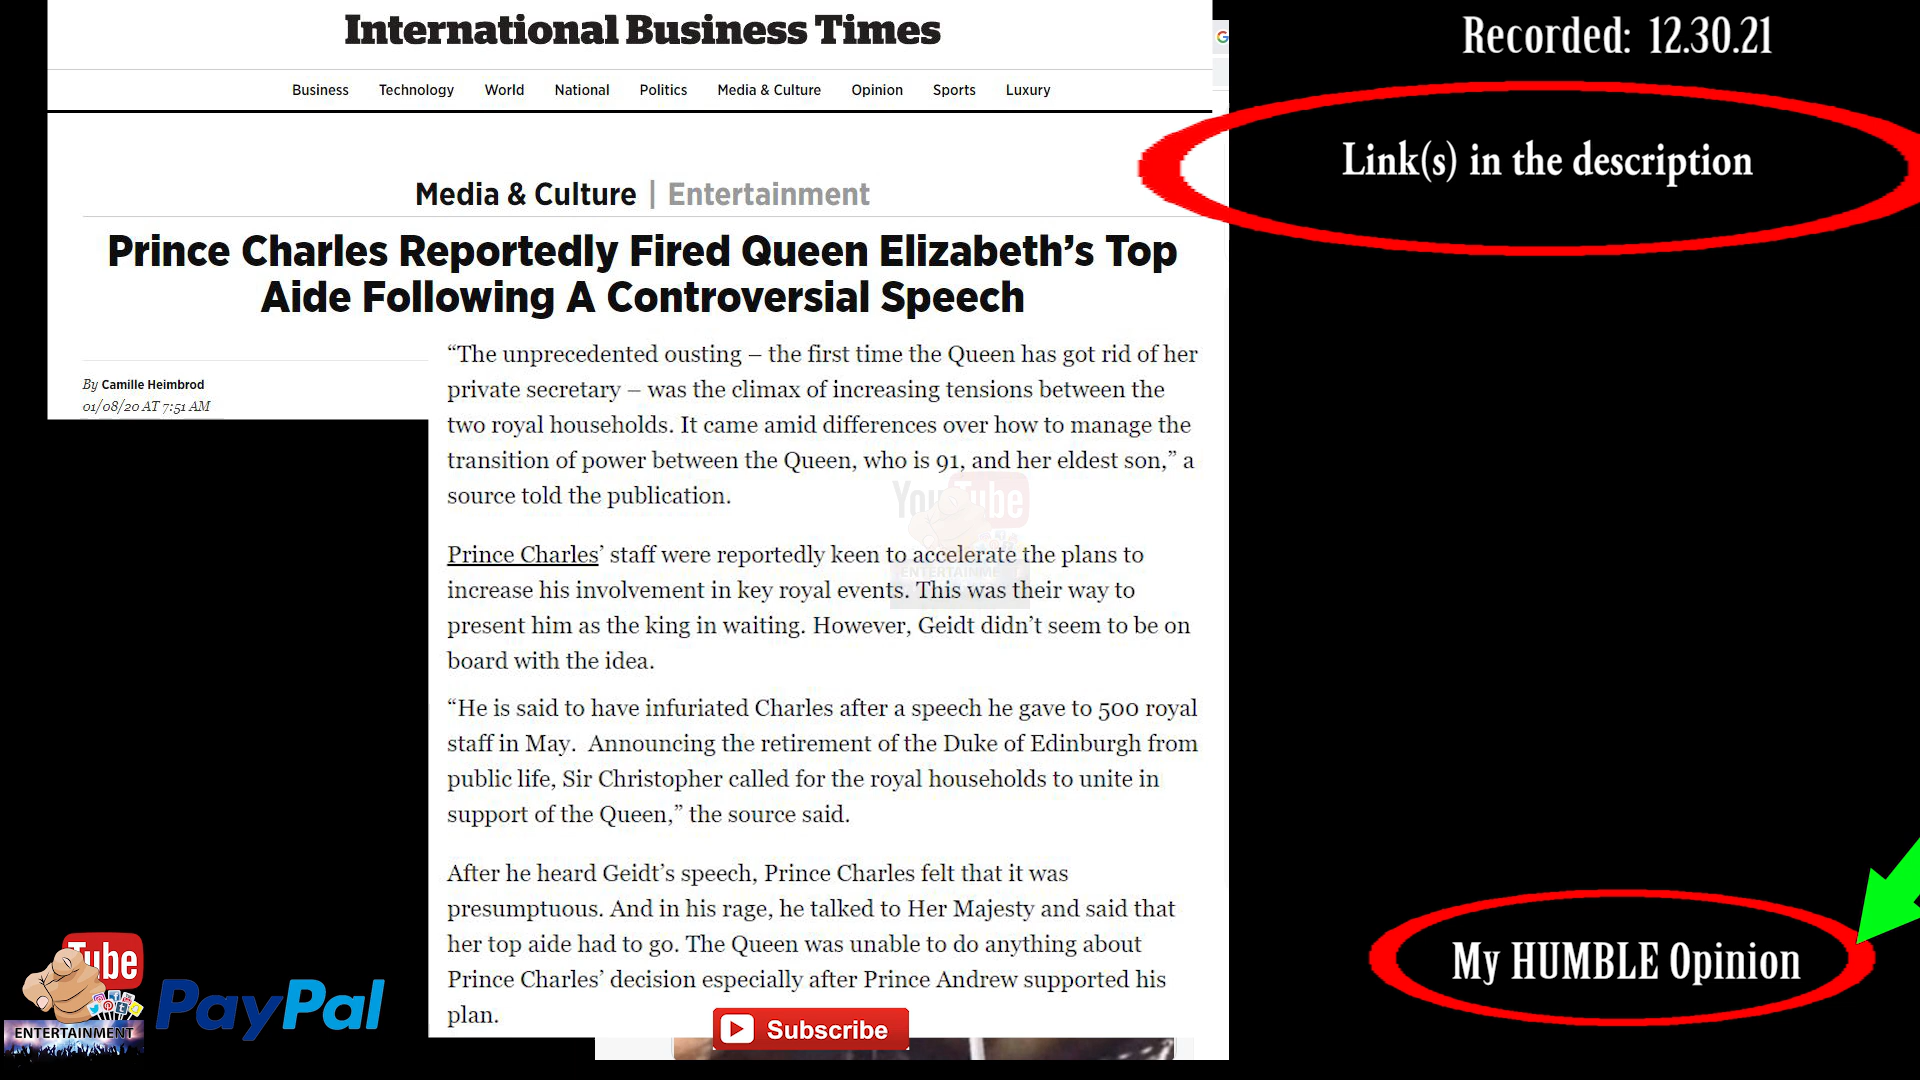 International Business Times
Recorded: 12.30.21
Business Technology World National Politics Media & Culture Opinion Sports Luxury
Link(s) in the description
Media & Culture | Entertainment
Prince Charles Reportedly Fired Queen Elizabeth’s Top
Aide Following A Controversial Speech
By Camille Heimbrod
01/08/20 AT 7:51 AM
“The unprecedented ousting – the first time the Queen has got rid of her
private secretary – was the climax of increasing tensions between the
two royal households. It came amid differences over how to manage the
transition of power between the Queen, who is 91, and her eldest son,” a
source told the publication.
YouTube
ENTERTAINME
Prince Charles’ staff were reportedly keen to accelerate the plans to
increase his involvement in key royal events. This was their way to
present him as the king in waiting. However, Geidt didn’t seem to be on
board with the idea.
“He is said to have infuriated Charles after a speech he gave to 500 royal
staff in May.  Announcing the retirement of the Duke of Edinburgh from
public life, Sir Christopher called for the royal households to unite in
support of the Queen,” the source said.
After he heard Geidt’s speech, Prince Charles felt that it was
presumptuous. And in his rage, he talked to Her Majesty and said that
her top aide had to go. The Queen was unable to do anything about
Prince Charles’ decision especially after Prince Andrew supported his
plan.
My HUMBLE Opinion
Tube
ENTERTAINMENT
PayPal
Subscribe